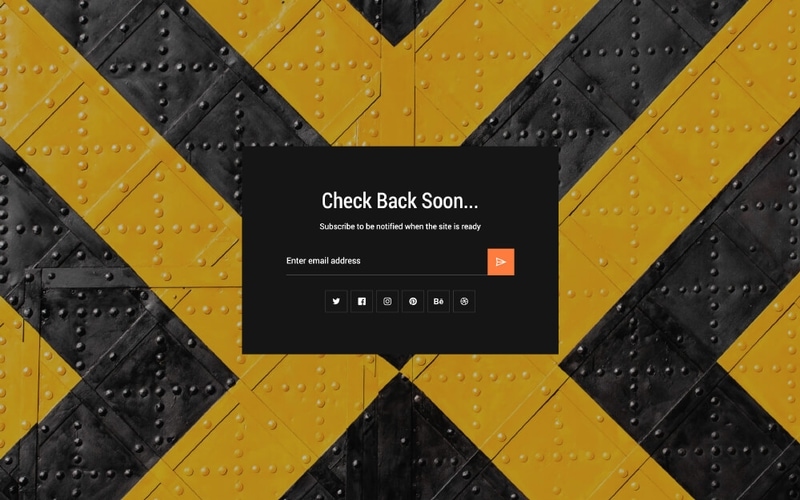 Check Back Soon...
Subscribe to be notified when the site is ready
Enter email address
Bē